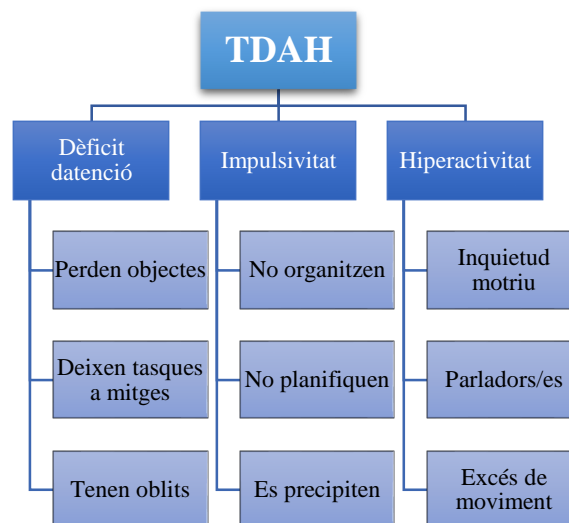 TDAH
Dèficit
datenció
Impulsivitat
Hiperactivitat
Perden objectes
No organitzen
Inquietud
motriu
Deixen tasques
a mitges
No planifiquen
Parladors/es
Tenen oblits
Es precipiten
Excés de
moviment